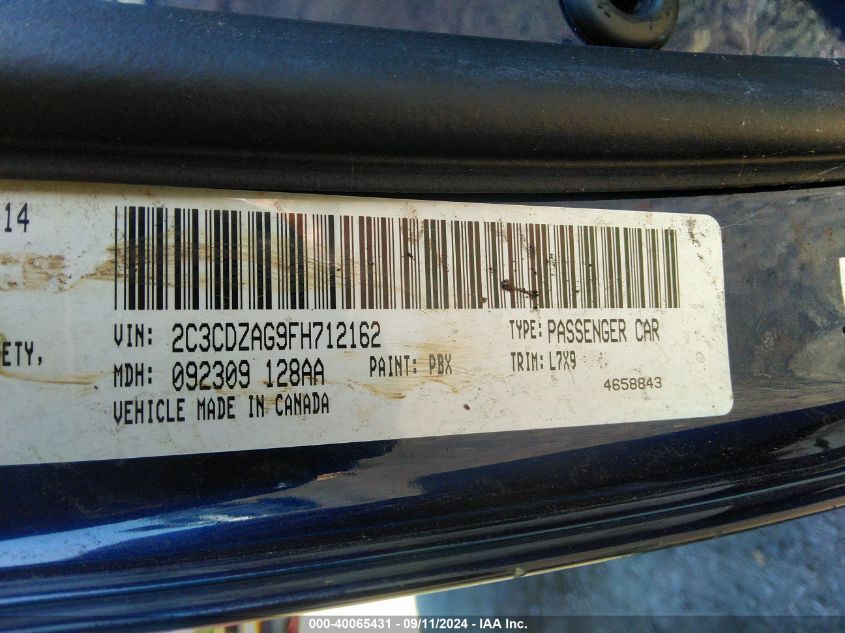 14
ETY,
VIN: 2C3CDZAG9FH712162 TYPE: PASSENGER CAR
MDH: 092309 128AA PAINT: PBX TRIM: L7X9
VEHICLE MADE IN CANADA 4658843
000-40065431 - 09/11/2024 - IAA Inc.